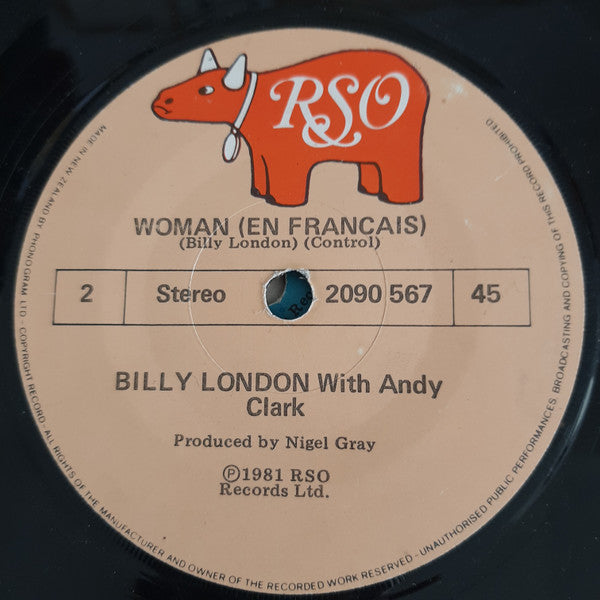 RSO
WOMAN (EN FRANCAIS)
(Billy London) (Control)
2 Stereo 2090 567 45
Rec
BILLY LONDON With Andy
Clark
Produced by Nigel Gray
Ⓟ1981 RSO
Records Ltd.
MADE IN NEW ZEALAND BY PHONOGRAM LTD - COPYRIGHT RECORD - ALL RIGHTS OF THE MANUFACTURER AND OWNER OF THE RECORDED WORK RESERVED - UNAUTHORISED PUBLIC PERFORMANCES BROADCASTING AND COPYING OF THIS RECORD PROHIBITED